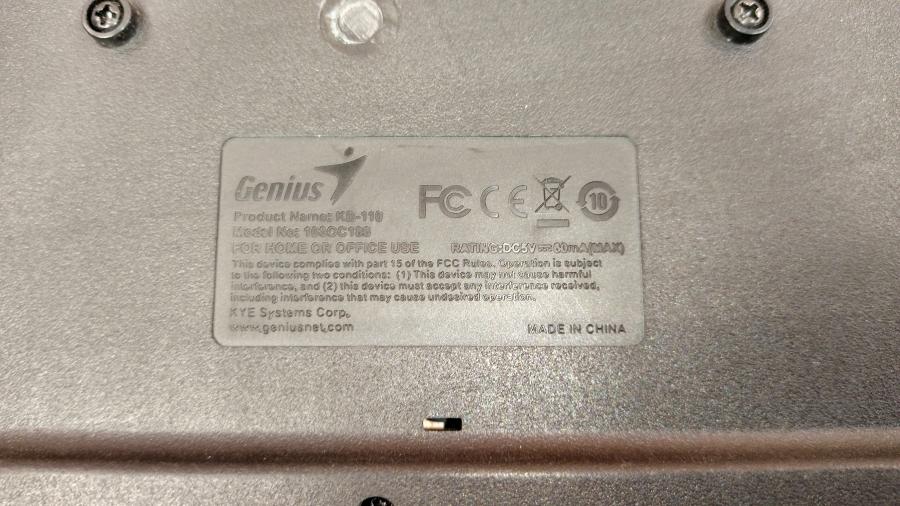 Genius
FC CE 10
Product Name: KB-110
Model No:
FOR HOME OR OFFICE USE RATING:DC5V⎓50mA(MAX)
This device complies with part 15 of the FCC Rules. Operation is subject
to the following two conditions: (1) This device may not cause harmful
interference, and (2) this device must accept any interference received,
including interference that may cause undesired operation.
KYE Systems Corp.
www.geniusnet.com MADE IN CHINA